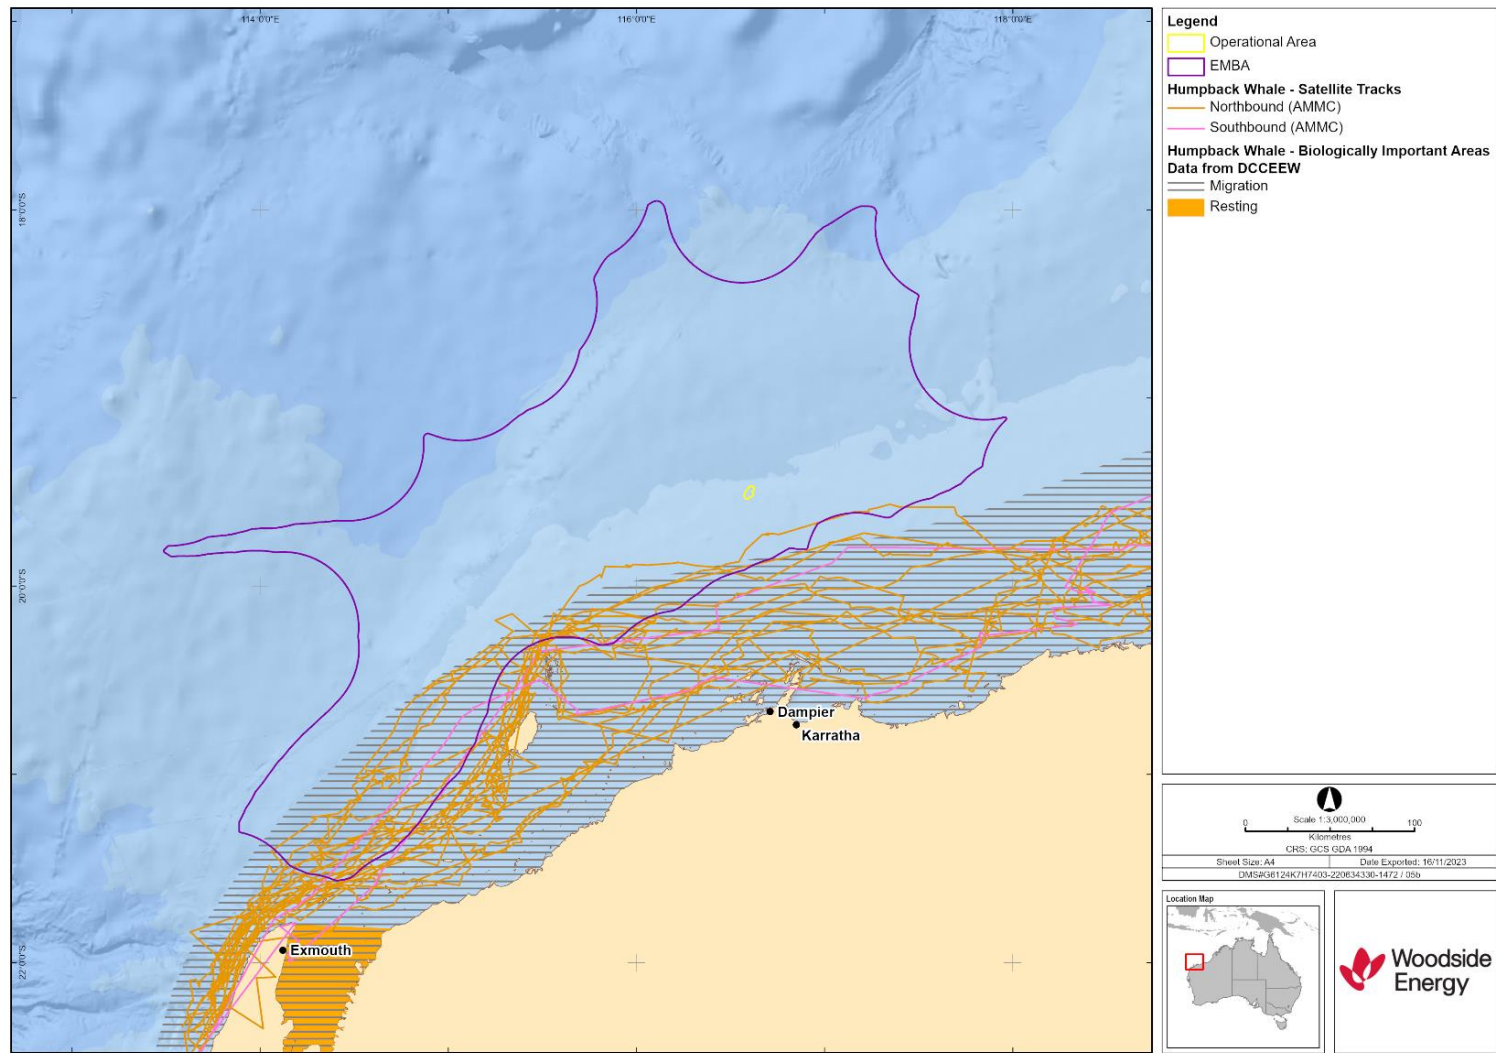 114°0'0"E
116°0'0"E
118°0'0"E
18°0'0"S
20°0'0"S
22°0'0"S
Dampier
Karratha
Exmouth
Legend
Operational Area
EMBA
Humpback Whale - Satellite Tracks
Northbound (AMMC)
Southbound (AMMC)
Humpback Whale - Biologically Important Areas
Data from DCCEEW
Migration
Resting
Scale 1:3,000,000
0 100
Kilometres
CRS: GCS GDA 1994
Sheet Size: A4 Date Exported: 16/11/2023
DMS#G6124K7H7403-220634330-1472 / 05b
Location Map
Woodside
Energy